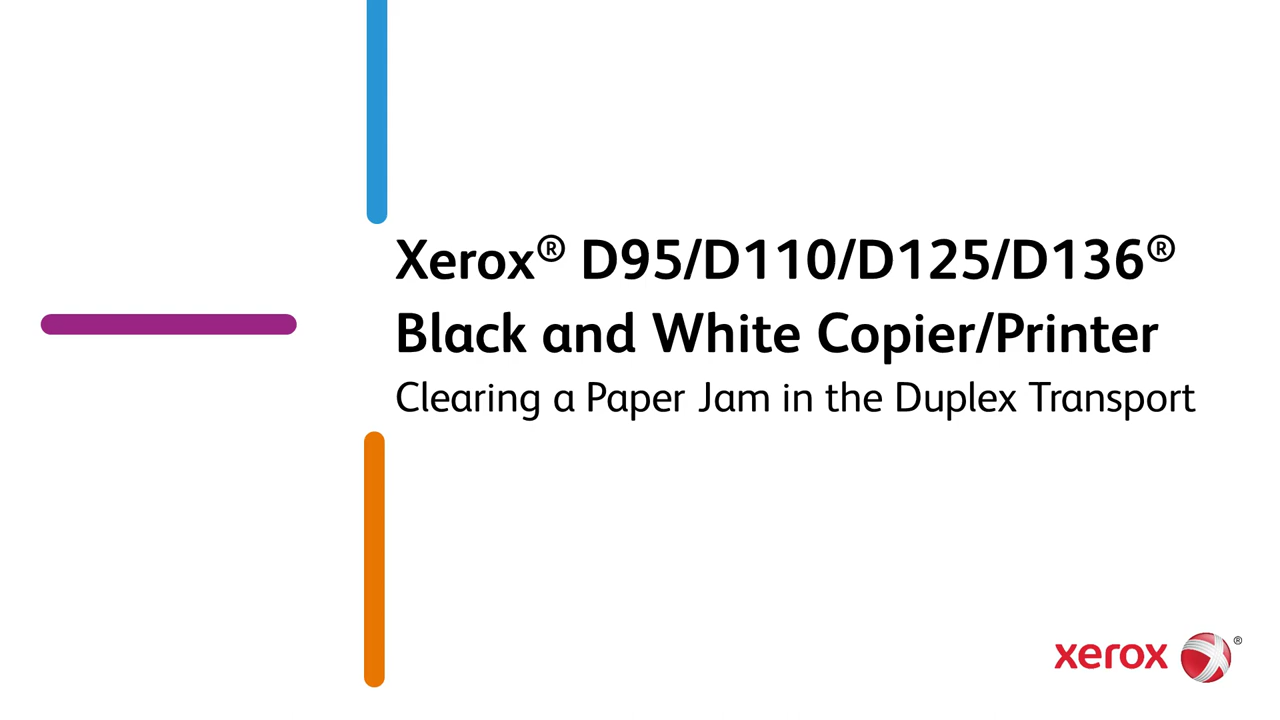 Xerox® D95/D110/D125/D136®
Black and White Copier/Printer
Clearing a Paper Jam in the Duplex Transport
xerox ®